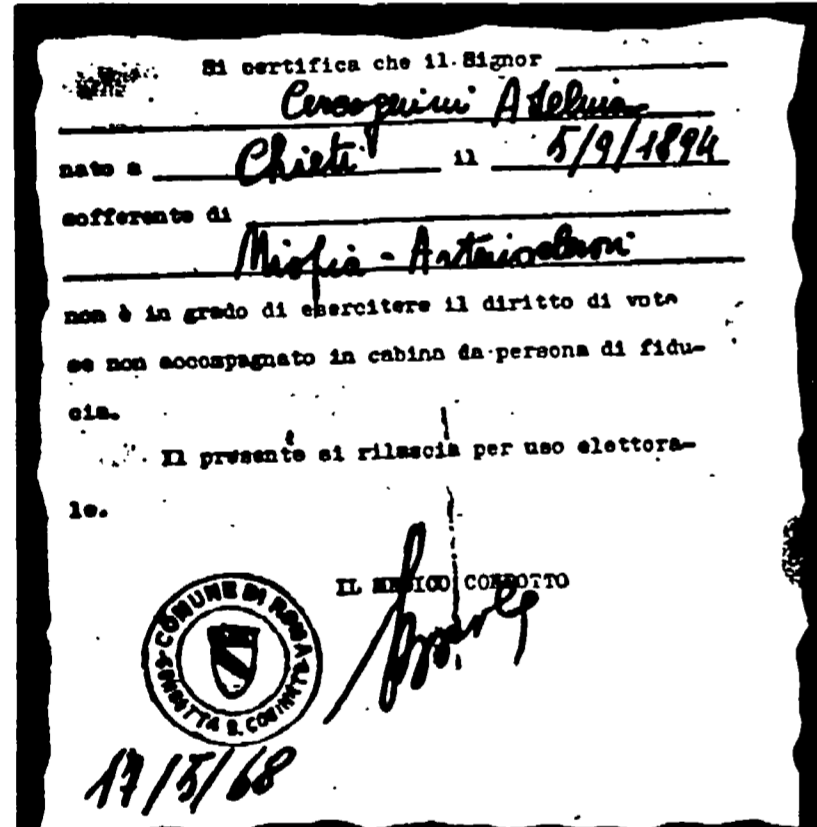 Si certifica che il Signor
Adelina
nato a Chieti il 5/9/1894
sofferente di
Miopia - Arteriosclerosi
non è in grado di esercitere il diritto di voto
se non accompagnato in cabina da persona di fidu-
cia.
Il presente si rilascia per uso elettora-
le.
IL MEDICO CONDOTTO
COMUNE DI ROMA
CONDOTTA S.
17/5/68